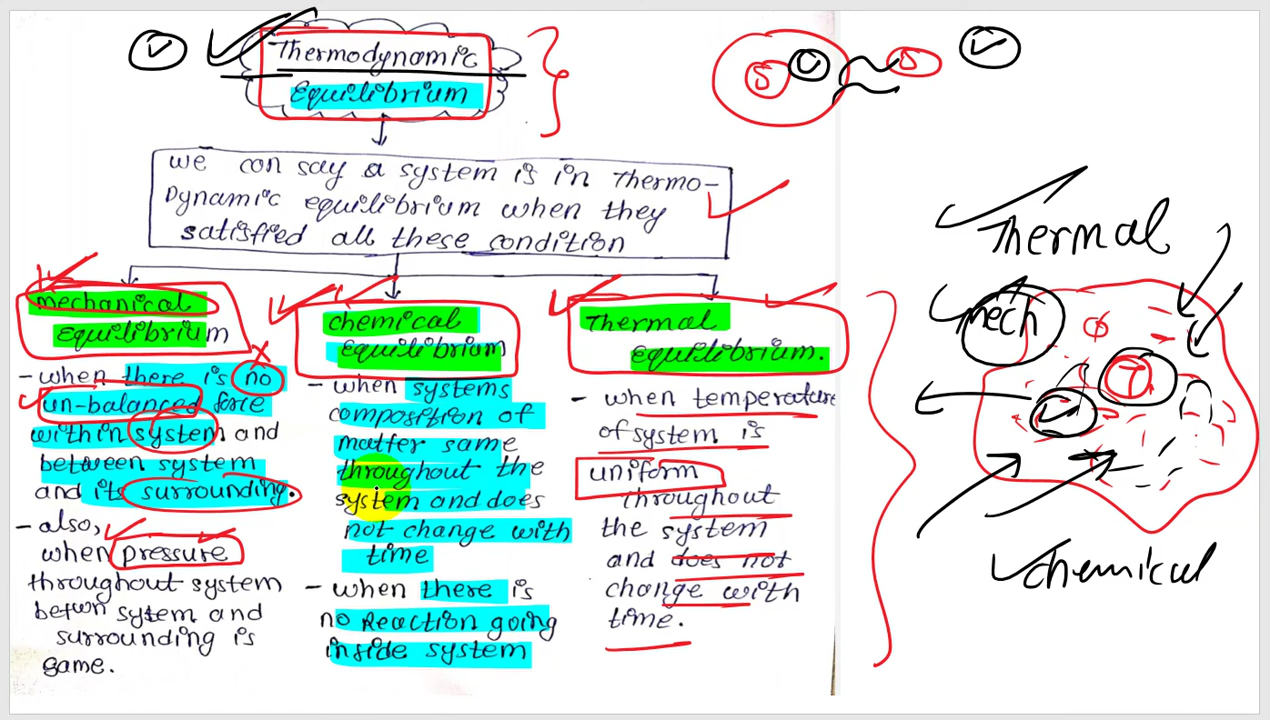 Thermodynamic
Equilibrium
S
S
we con say a system is in Thermo-
Dynamic equilibrium when they
satisfied all these condition
mechanical
Equilibrium
- when there is no
un-balanced force
within system and
between system
and its surrounding.
- also,
when pressure
throughout system
betwn sytem and
surrounding is
game.
chemical
equilibrium
- when systems
composition of
matter same
throughout the
system and does
not change with
time
- when there is
no Reaction going
inside system
Thermal
Equilibrium.
- when temperature
of system is
uniform
throughout
the system
and does not
change with
time.
Thermal
Mech
T
chemical